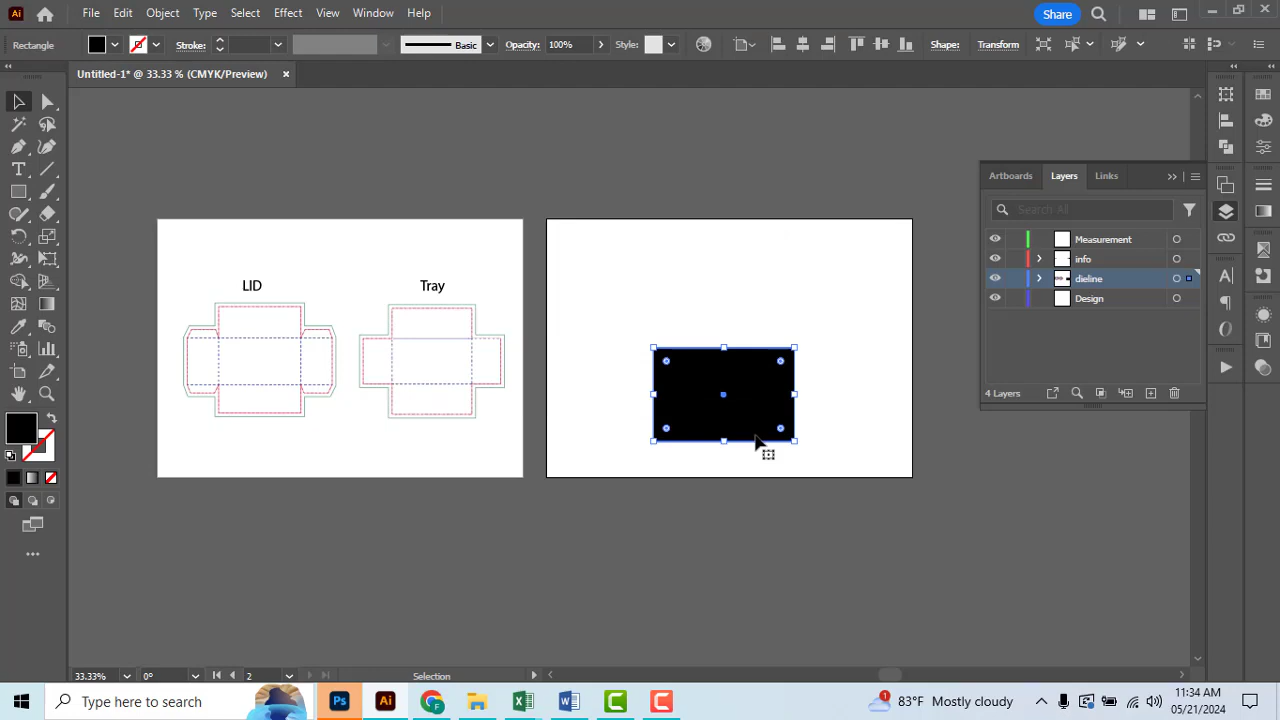 Ai File Edit Object Type Select Effect View Window Help Share
Rectangle Stroke: Basic Opacity: 100% Style: Shape: Transform
Untitled-1* @ 33.33 % (CMYK/Preview) ×
Artboards Layers Links
Search All
Measurement
info
dieline
Design
4 Layers
LID Tray
33.33% 0° 2 Selection
Type here to search
Ps Ai
83°F Mostly cloudy
11:34 AM
05/21/2024